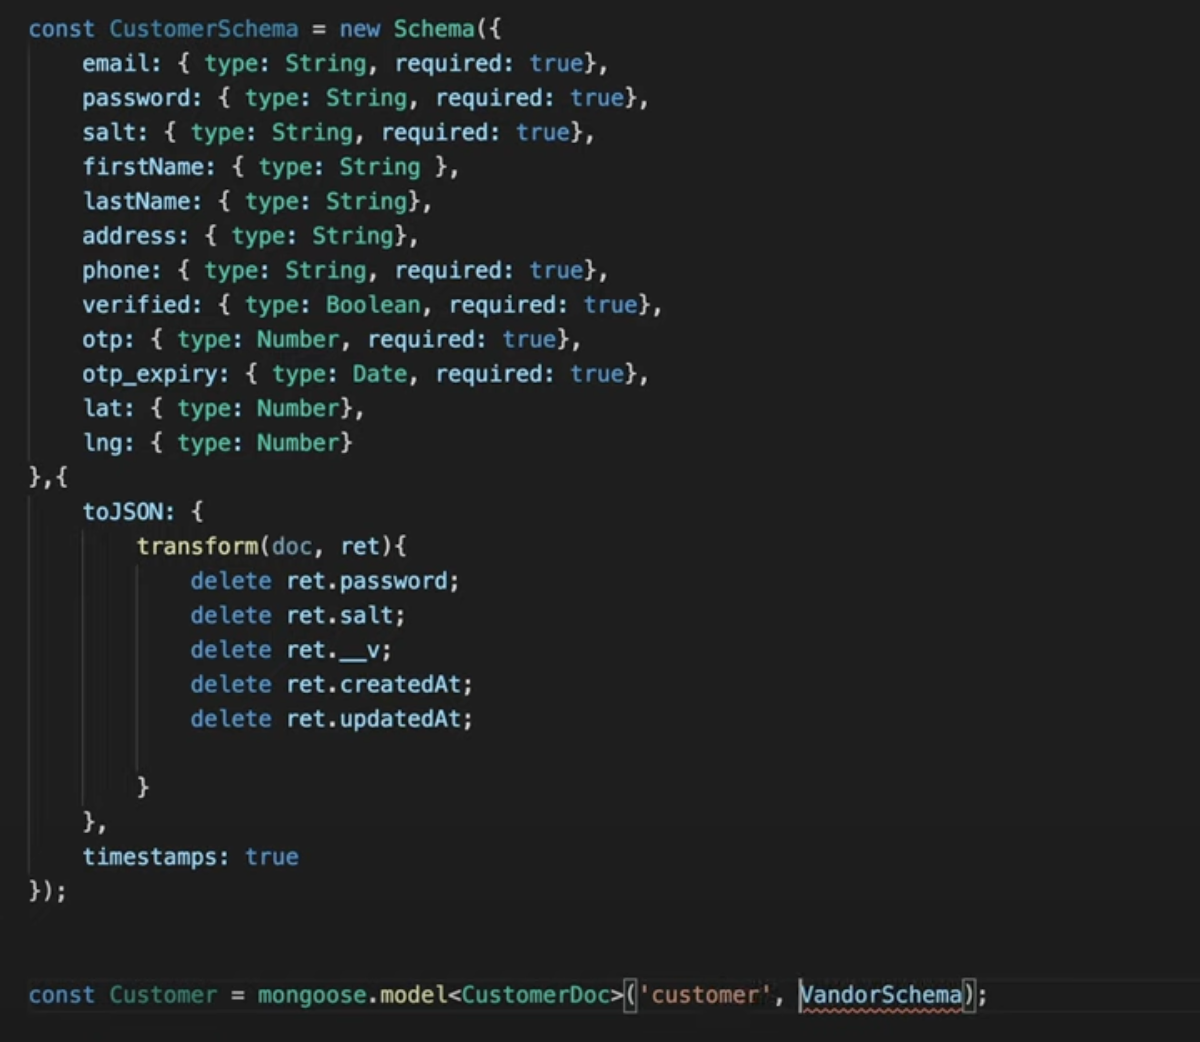 const CustomerSchema = new Schema({
    email: { type: String, required: true},
    password: { type: String, required: true},
    salt: { type: String, required: true},
    firstName: { type: String },
    lastName: { type: String},
    address: { type: String},
    phone: { type: String, required: true},
    verified: { type: Boolean, required: true},
    otp: { type: Number, required: true},
    otp_expiry: { type: Date, required: true},
    lat: { type: Number},
    lng: { type: Number}
},{
    toJSON: {
        transform(doc, ret){
            delete ret.password;
            delete ret.salt;
            delete ret.__v;
            delete ret.createdAt;
            delete ret.updatedAt;
        }
    },
    timestamps: true
});
const Customer = mongoose.model<CustomerDoc>('customer', VandorSchema);